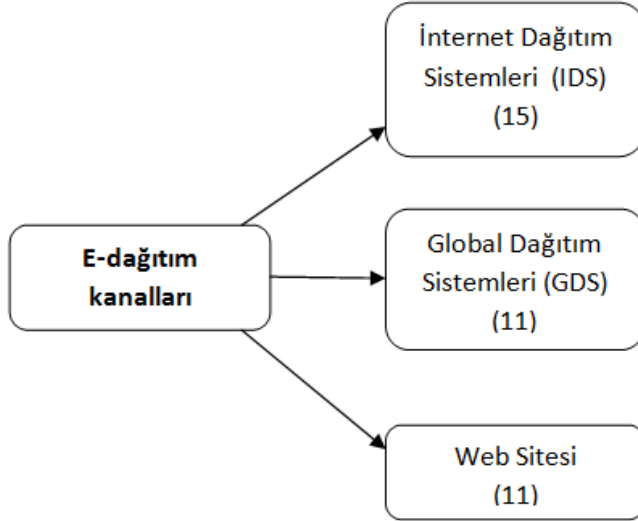 İnternet Dağıtım
Sistemleri (IDS)
(15)
E-dağıtım
kanalları
Global Dağıtım
Sistemleri (GDS)
(11)
Web Sitesi
(11)